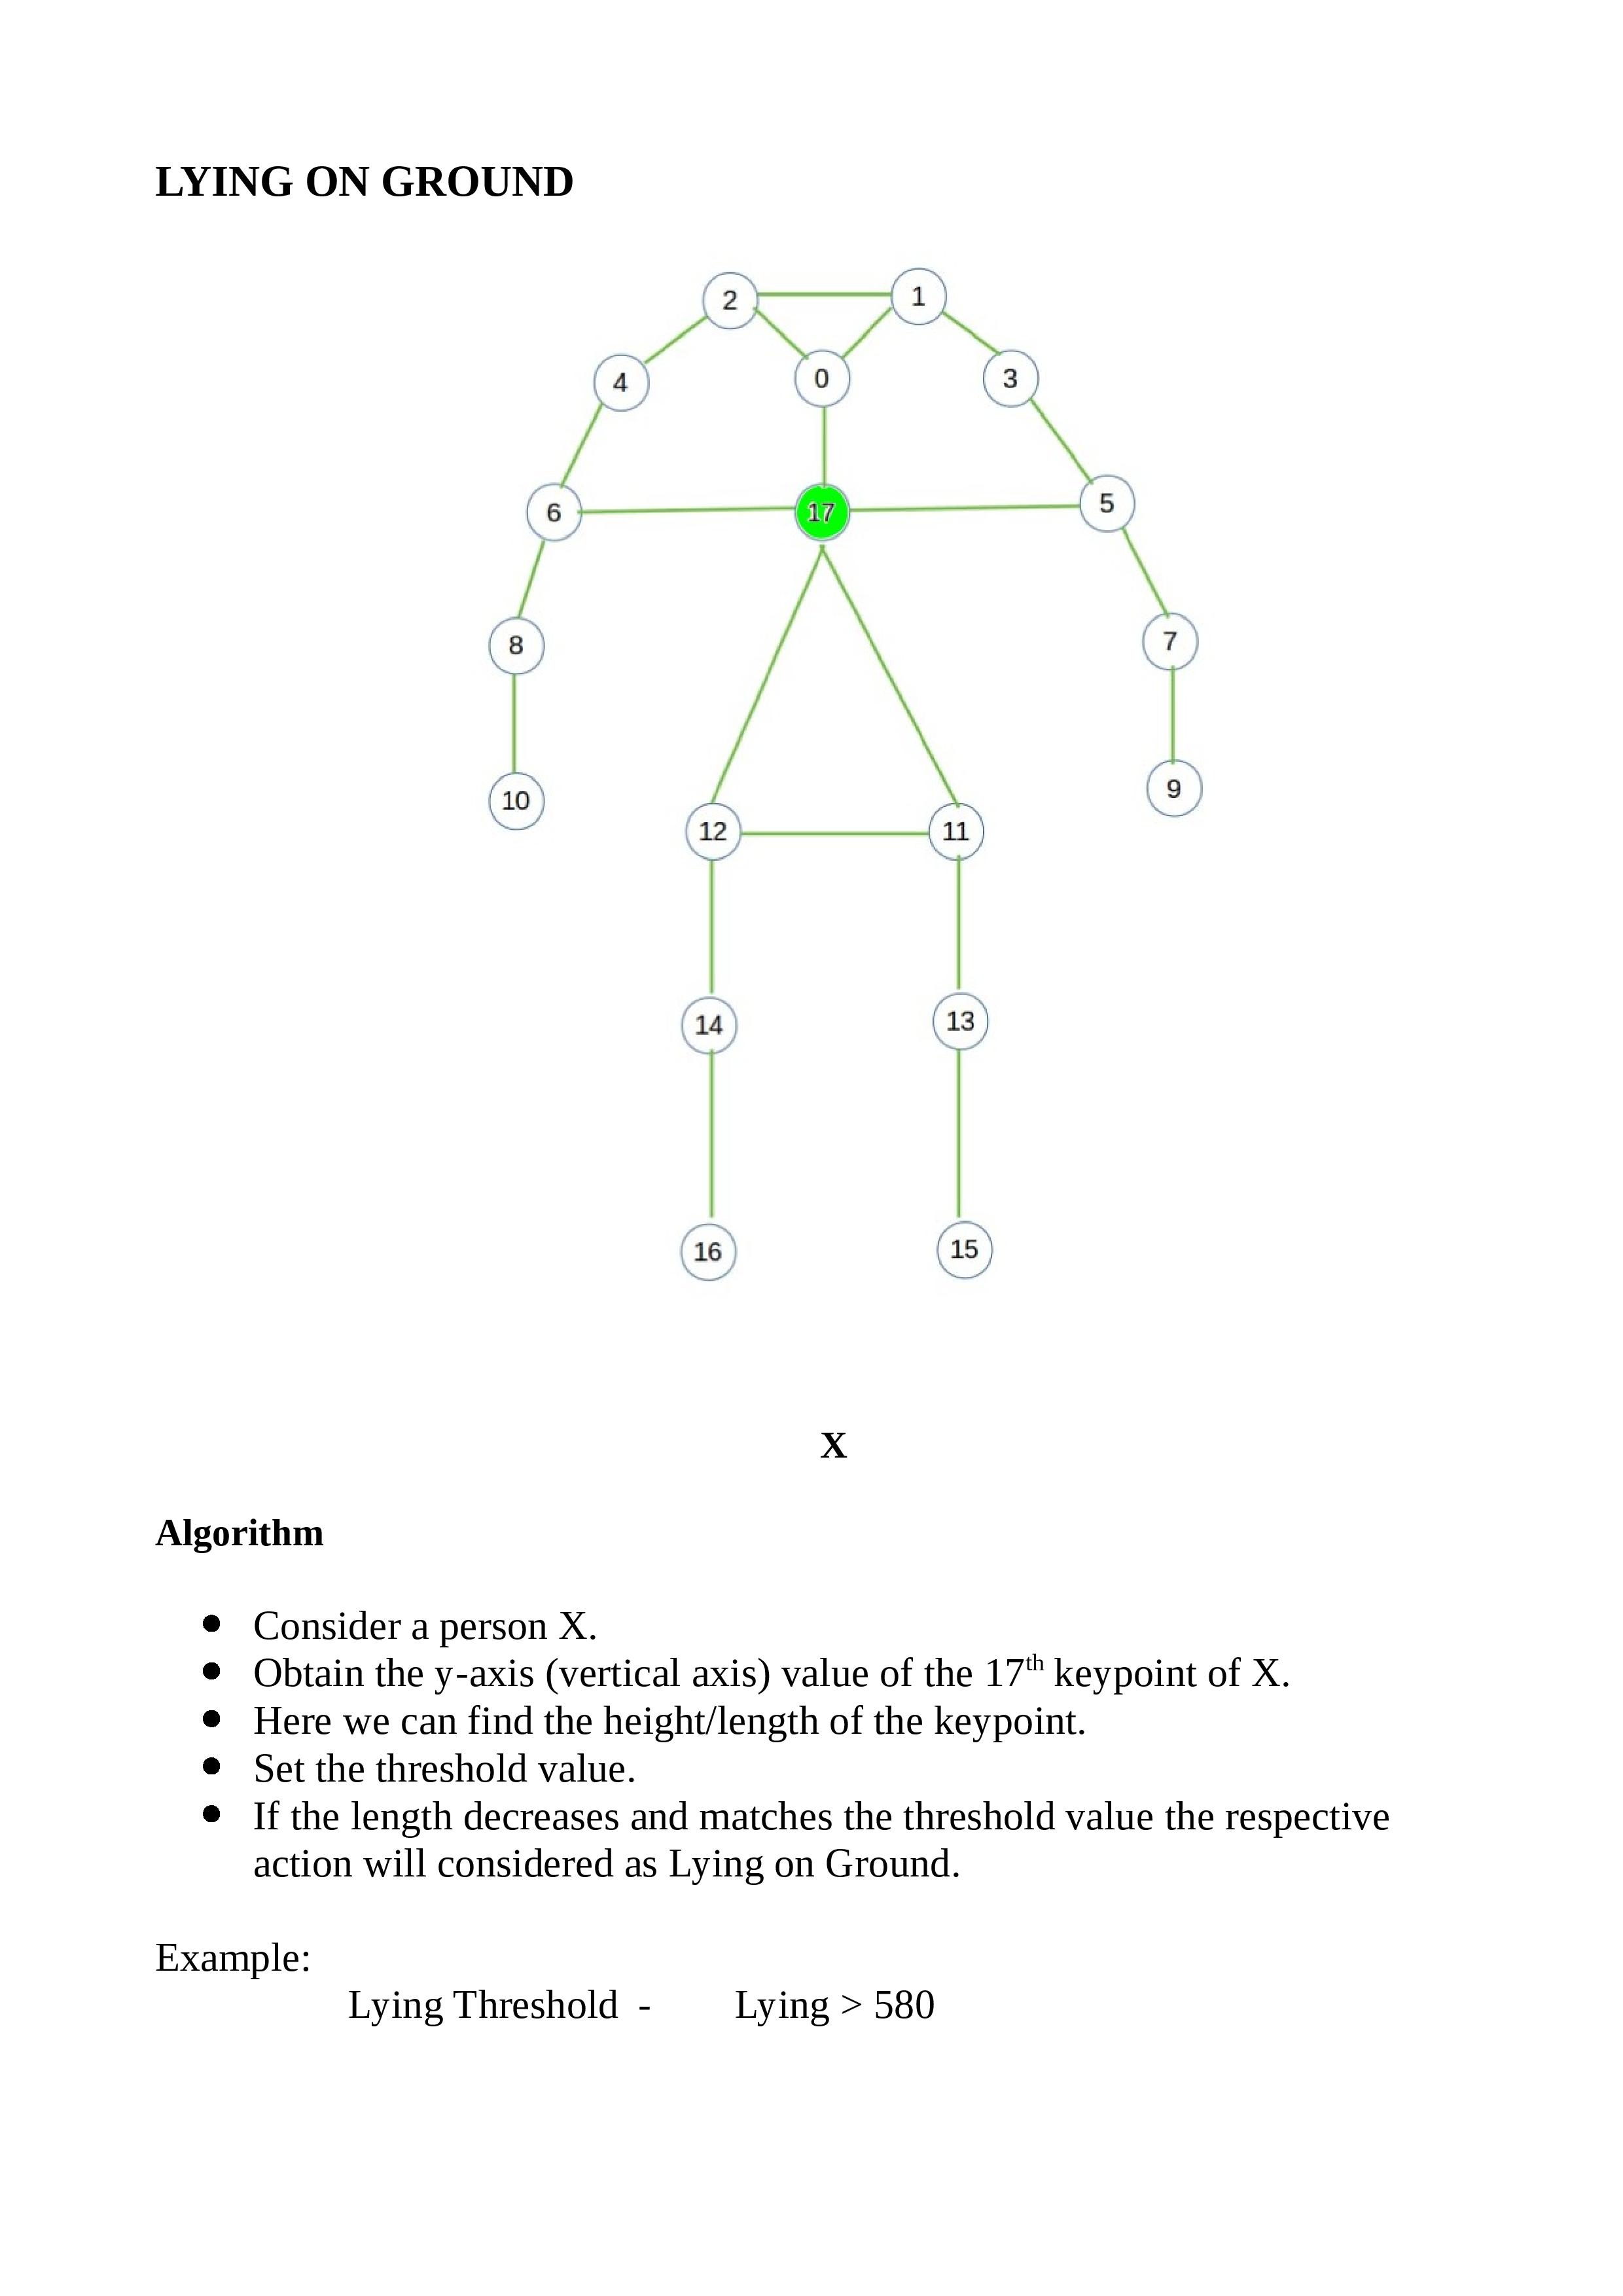 LYING ON GROUND
2
1
4
0
3
6
17
5
8
7
10
9
12
11
14
13
16
15
X
Algorithm
● Consider a person X.
● Obtain the y-axis (vertical axis) value of the 17th keypoint of X.
● Here we can find the height/length of the keypoint.
● Set the threshold value.
● If the length decreases and matches the threshold value the respective
action will considered as Lying on Ground.
Example:
Lying Threshold - Lying > 580